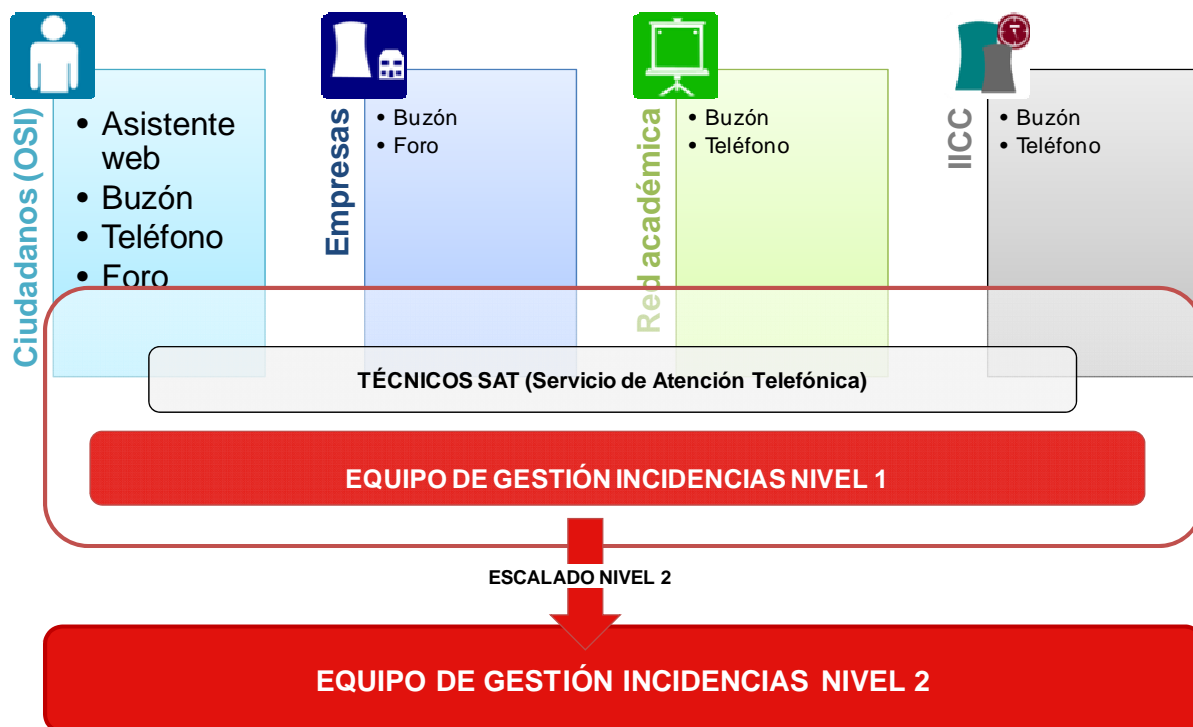 Ciudadanos (OSI)
• Asistente
web
• Buzón
• Teléfono
• Foro
Empresas
• Buzón
• Foro
Red académica
• Buzón
• Teléfono
IICC
• Buzón
• Teléfono
TÉCNICOS SAT (Servicio de Atención Telefónica)
EQUIPO DE GESTIÓN INCIDENCIAS NIVEL 1
ESCALADO NIVEL 2
EQUIPO DE GESTIÓN INCIDENCIAS NIVEL 2